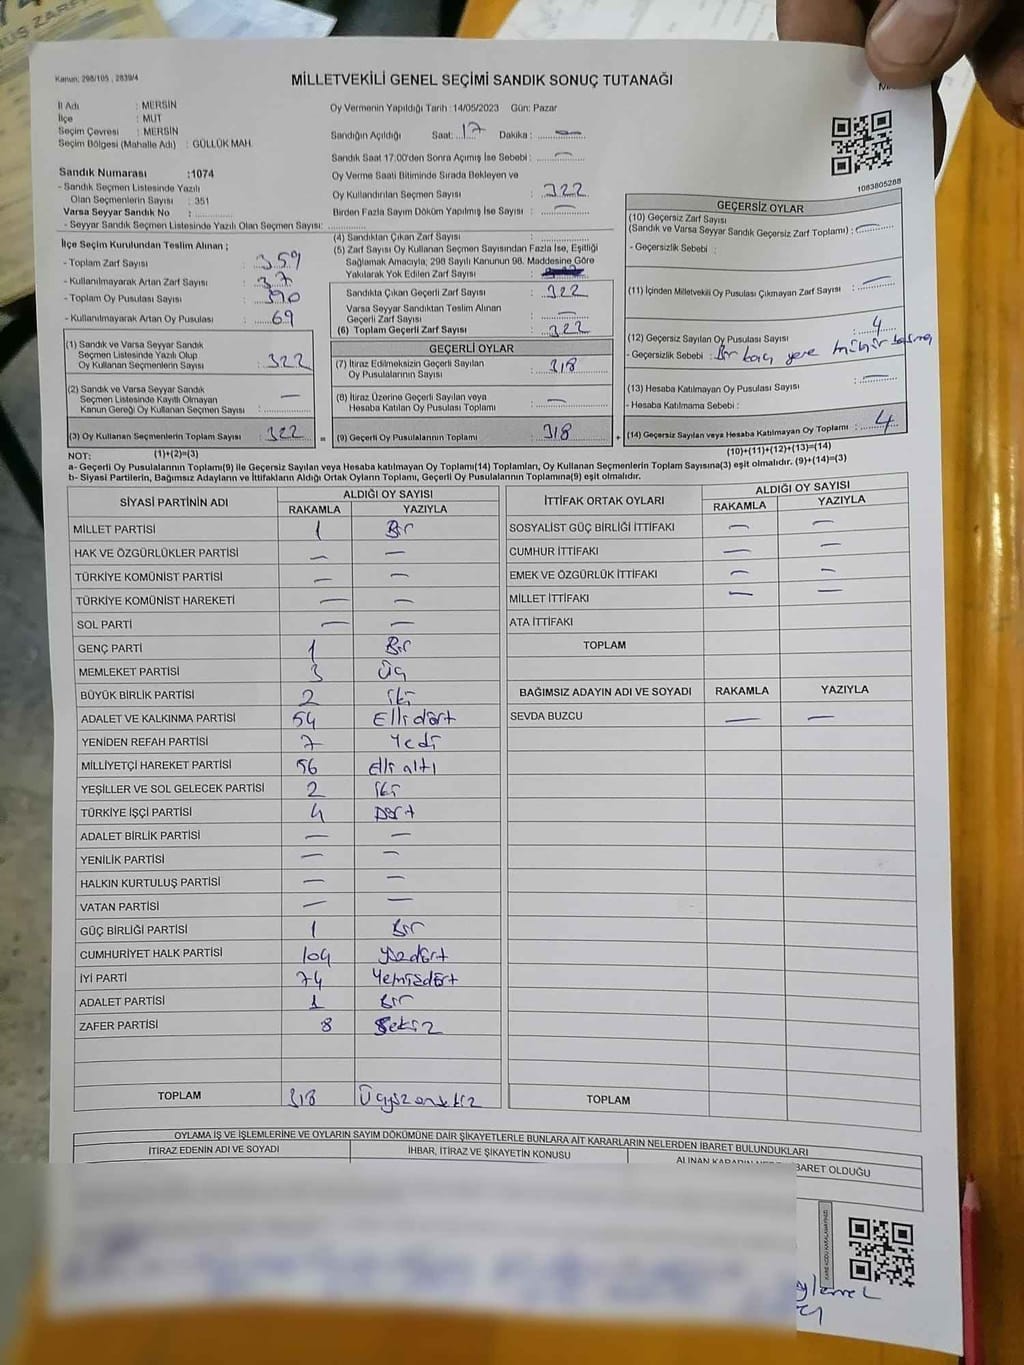 Kanun: 298/105 , 2839/4
MİLLETVEKİLİ GENEL SEÇİMİ SANDIK SONUÇ TUTANAĞI
İl Adı : MERSİN
İlçe : MUT
Seçim Çevresi : MERSİN
Seçim Bölgesi (Mahalle Adı) : GÜLLÜK MAH.
Sandık Numarası :1074
- Sandık Seçmen Listesinde Yazılı
Olan Seçmenlerin Sayısı : 351
Varsa Seyyar Sandık No :
- Seyyar Sandık Seçmen Listesinde Yazılı Olan Seçmen Sayısı:
Oy Vermenin Yapıldığı Tarih : 14/05/2023 Gün: Pazar
Sandığın Açıldığı Saat: 17 Dakika : —
Sandık Saat 17.00'den Sonra Açılmış İse Sebebi : —
Oy Verme Saati Bitiminde Sırada Bekleyen ve
Oy Kullandırılan Seçmen Sayısı : 322
Birden Fazla Sayım Döküm Yapılmış İse Sayısı : —
1083805288
İlçe Seçim Kurulundan Teslim Alınan ;
- Toplam Zarf Sayısı : 359
- Kullanılmayarak Artan Zarf Sayısı : 37
- Toplam Oy Pusulası Sayısı : 390
- Kullanılmayarak Artan Oy Pusulası : 69
(1) Sandık ve Varsa Seyyar Sandık
Seçmen Listesinde Yazılı Olup
Oy Kullanan Seçmenlerin Sayısı : 322
(2) Sandık ve Varsa Seyyar Sandık
Seçmen Listesinde Kayıtlı Olmayan
Kanun Gereği Oy Kullanan Seçmen Sayısı : —
(3) Oy Kullanan Seçmenlerin Toplam Sayısı : 322 =
(4) Sandıktan Çıkan Zarf Sayısı :
(5) Zarf Sayısı Oy Kullanan Seçmen Sayısından Fazla İse, Eşitliği
Sağlamak Amacıyla; 298 Sayılı Kanunun 98. Maddesine Göre
Yakılarak Yok Edilen Zarf Sayısı :
Sandıkta Çıkan Geçerli Zarf Sayısı : 322
Varsa Seyyar Sandıktan Teslim Alınan
Geçerli Zarf Sayısı : —
(6) Toplam Geçerli Zarf Sayısı : 322
GEÇERLİ OYLAR
(7) İtiraz Edilmeksizin Geçerli Sayılan
Oy Pusulalarının Sayısı : 318
(8) İtiraz Üzerine Geçerli Sayılan veya
Hesaba Katılan Oy Pusulası Toplamı : —
(9) Geçerli Oy Pusulalarının Toplamı : 318 +
GEÇERSİZ OYLAR
(10) Geçersiz Zarf Sayısı
(Sandık ve Varsa Seyyar Sandık Geçersiz Zarf Toplamı) : —
- Geçersizlik Sebebi :
(11) İçinden Milletvekili Oy Pusulası Çıkmayan Zarf Sayısı : —
(12) Geçersiz Sayılan Oy Pusulası Sayısı : 4
- Geçersizlik Sebebi : Bir kaç yere mühür basma
(13) Hesaba Katılmayan Oy Pusulası Sayısı : —
- Hesaba Katılmama Sebebi :
(14) Geçersiz Sayılan veya Hesaba Katılmayan Oy Toplamı : 4
NOT: (1)+(2)=(3) (10)+(11)+(12)+(13)=(14)
a- Geçerli Oy Pusulalarının Toplamı(9) ile Geçersiz Sayılan veya Hesaba katılmayan Oy Toplamı(14) Toplamları, Oy Kullanan Seçmenlerin Toplam Sayısına(3) eşit olmalıdır. (9)+(14)=(3)
b- Siyasi Partilerin, Bağımsız Adayların ve İttifakların Aldığı Ortak Oyların Toplamı, Geçerli Oy Pusulalarının Toplamına(9) eşit olmalıdır.
SİYASİ PARTİNİN ADI ALDIĞI OY SAYISI
RAKAMLA YAZIYLA
MİLLET PARTİSİ 1 Bir
HAK VE ÖZGÜRLÜKLER PARTİSİ — —
TÜRKİYE KOMÜNİST PARTİSİ — —
TÜRKİYE KOMÜNİST HAREKETİ — —
SOL PARTİ — —
GENÇ PARTİ 1 Bir
MEMLEKET PARTİSİ 3 Üç
BÜYÜK BİRLİK PARTİSİ 2 iki
ADALET VE KALKINMA PARTİSİ 54 Elli dört
YENİDEN REFAH PARTİSİ 7 Yedi
MİLLİYETÇİ HAREKET PARTİSİ 56 Elli altı
YEŞİLLER VE SOL GELECEK PARTİSİ 2 iki
TÜRKİYE İŞÇİ PARTİSİ 4 Dört
ADALET BİRLİK PARTİSİ — —
YENİLİK PARTİSİ — —
HALKIN KURTULUŞ PARTİSİ — —
VATAN PARTİSİ — —
GÜÇ BİRLİĞİ PARTİSİ 1 Bir
CUMHURİYET HALK PARTİSİ 104 yüzdört
İYİ PARTİ 74 Yemişdört
ADALET PARTİSİ 1 Bir
ZAFER PARTİSİ 8 Sekiz
TOPLAM 318 Üçyüz onsekiz
İTTİFAK ORTAK OYLARI ALDIĞI OY SAYISI
RAKAMLA YAZIYLA
SOSYALİST GÜÇ BİRLİĞİ İTTİFAKI — —
CUMHUR İTTİFAKI — —
EMEK VE ÖZGÜRLÜK İTTİFAKI — —
MİLLET İTTİFAKI — —
ATA İTTİFAKI
TOPLAM
BAĞIMSIZ ADAYIN ADI VE SOYADI RAKAMLA YAZIYLA
SEVDA BUZCU — —
TOPLAM
OYLAMA İŞ VE İŞLEMLERİNE VE OYLARIN SAYIM DÖKÜMÜNE DAİR ŞİKAYETLERLE BUNLARA AİT KARARLARIN NELERDEN İBARET BULUNDUKLARI
İTİRAZ EDENİN ADI VE SOYADI İHBAR, İTİRAZ VE ŞİKAYETİN KONUSU ALINAN KARARIN İBARET OLDUĞU